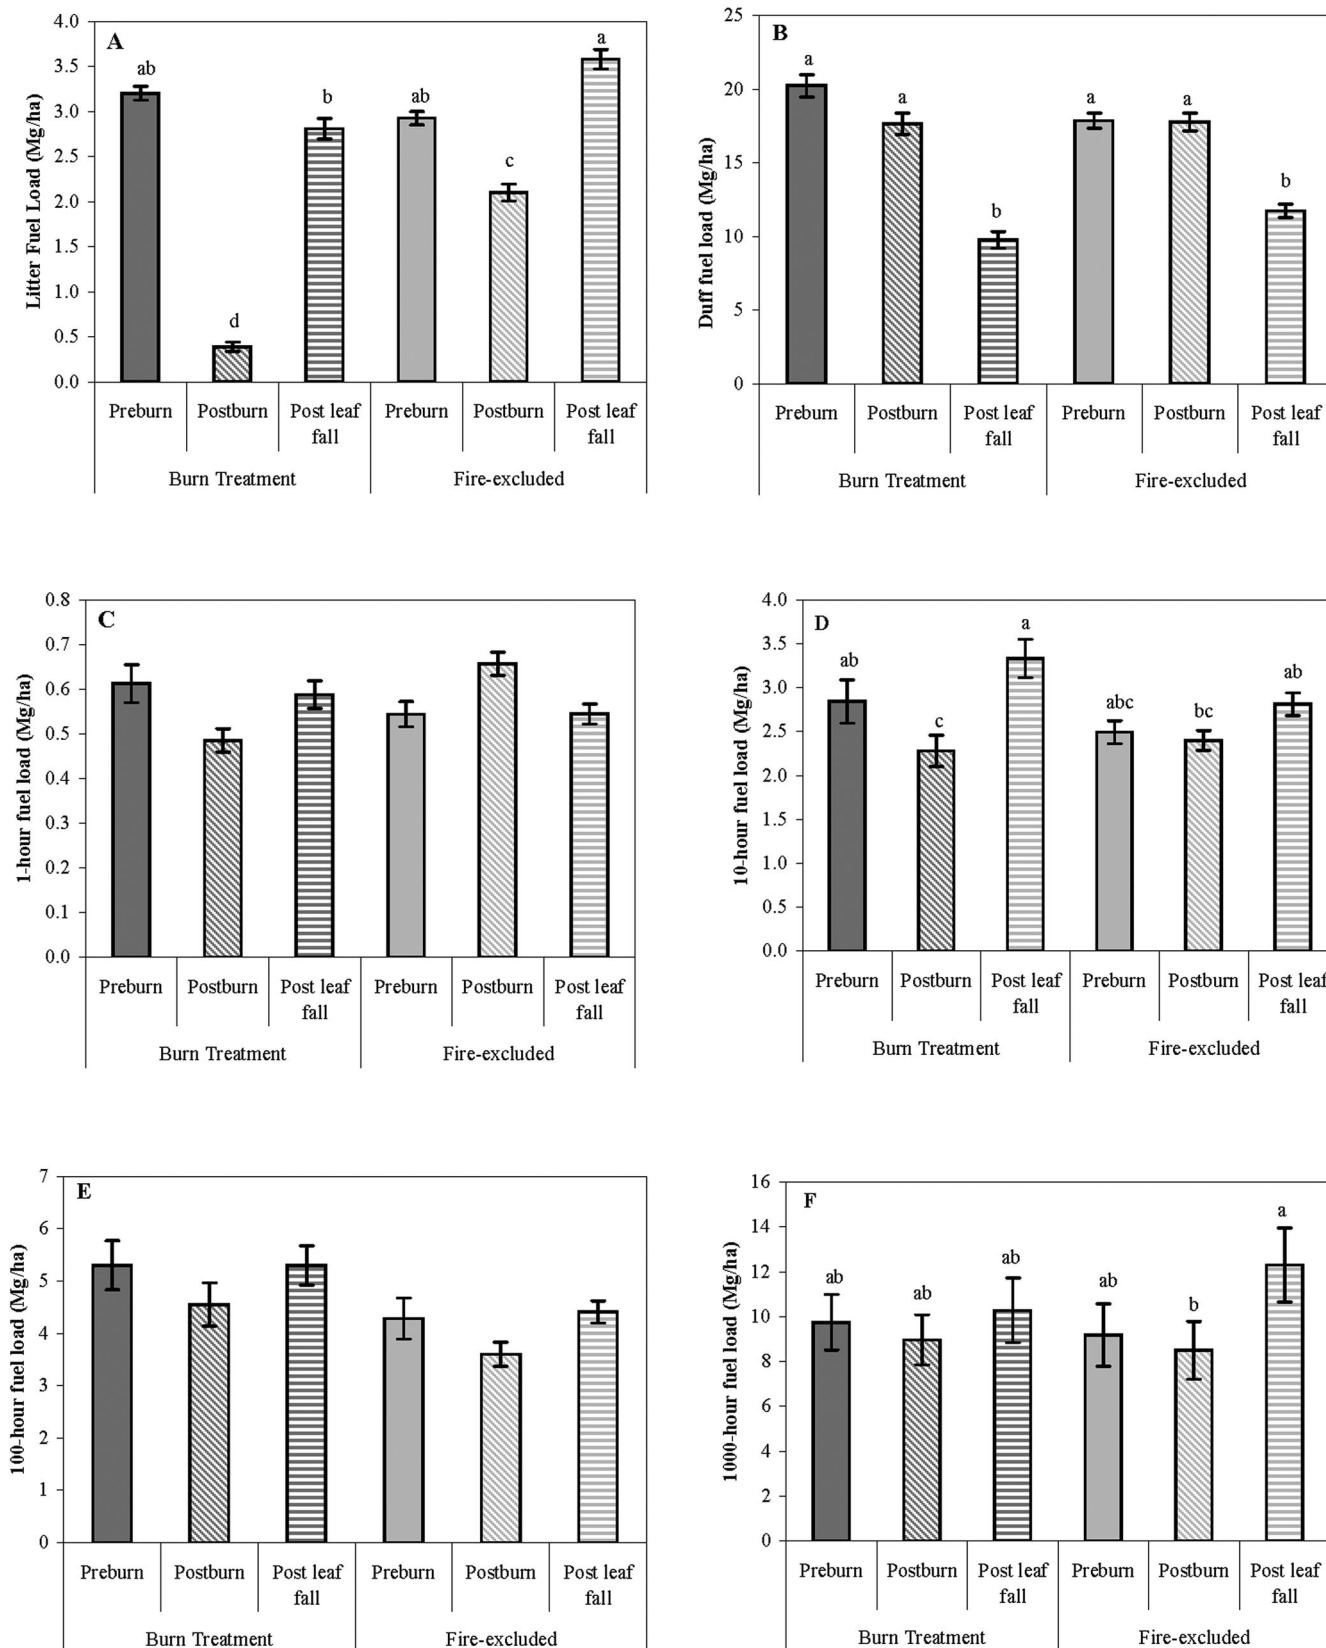 A
Litter Fuel Load (Mg/ha)
4.0
3.5
3.0
2.5
2.0
1.5
1.0
0.5
0.0
ab
d
b
ab
c
a
Preburn Postburn Post leaf Preburn Postburn Post leaf
fall fall
Burn Treatment Fire-excluded
B
Duff fuel load (Mg/ha)
25
20
15
10
5
0
a
a
b
a
a
b
Preburn Postburn Post leaf Preburn Postburn Post leaf
fall fall
Burn Treatment Fire-excluded
C
1-hour fuel load (Mg/ha)
0.8
0.7
0.6
0.5
0.4
0.3
0.2
0.1
0.0
Preburn Postburn Post leaf Preburn Postburn Post leaf
fall fall
Burn Treatment Fire-excluded
D
10-hour fuel load (Mg/ha)
4.0
3.5
3.0
2.5
2.0
1.5
1.0
0.5
0.0
ab
c
a
abc
bc
ab
Preburn Postburn Post leaf Preburn Postburn Post leaf
fall fall
Burn Treatment Fire-excluded
E
100-hour fuel load (Mg/ha)
7
6
5
4
3
2
1
0
Preburn Postburn Post leaf Preburn Postburn Post leaf
fall fall
Burn Treatment Fire-excluded
F
1000-hour fuel load (Mg/ha)
16
14
12
10
8
6
4
2
0
ab
ab
ab
ab
b
a
Preburn Postburn Post leaf Preburn Postburn Post leaf
fall fall
Burn Treatment Fire-excluded